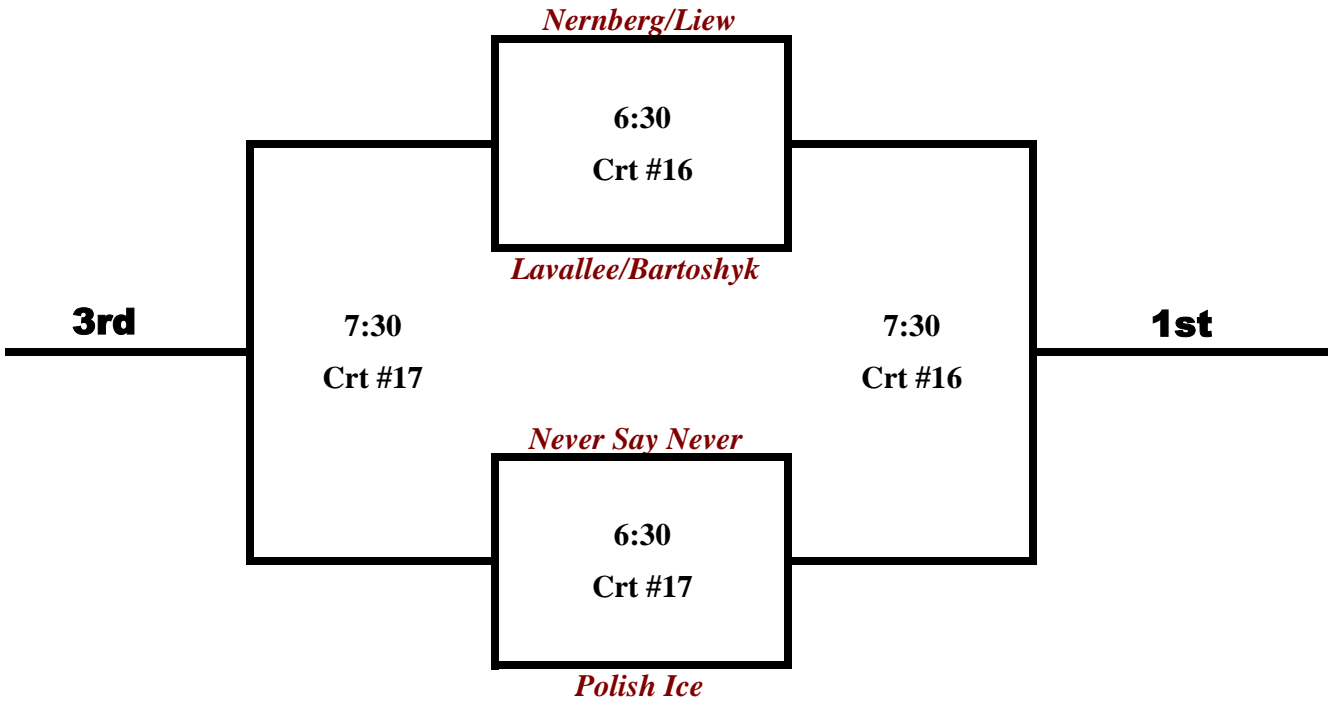 Nernberg/Liew
6:30
Crt #16
Lavallee/Bartoshyk
3rd
7:30
Crt #17
7:30
Crt #16
1st
Never Say Never
6:30
Crt #17
Polish Ice